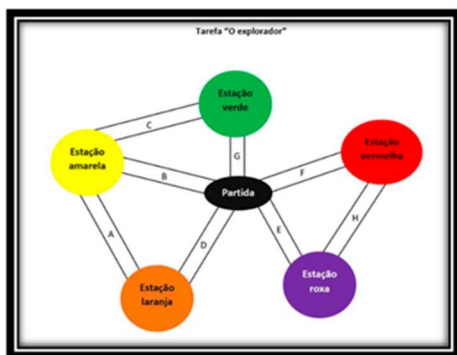 Tarefa "O explorador"
Estação
verde
C
Estação
vermelha
Estação
amarela
G
F
B
Partida
A
D
E
H
Estação
laranja
Estação
roxa